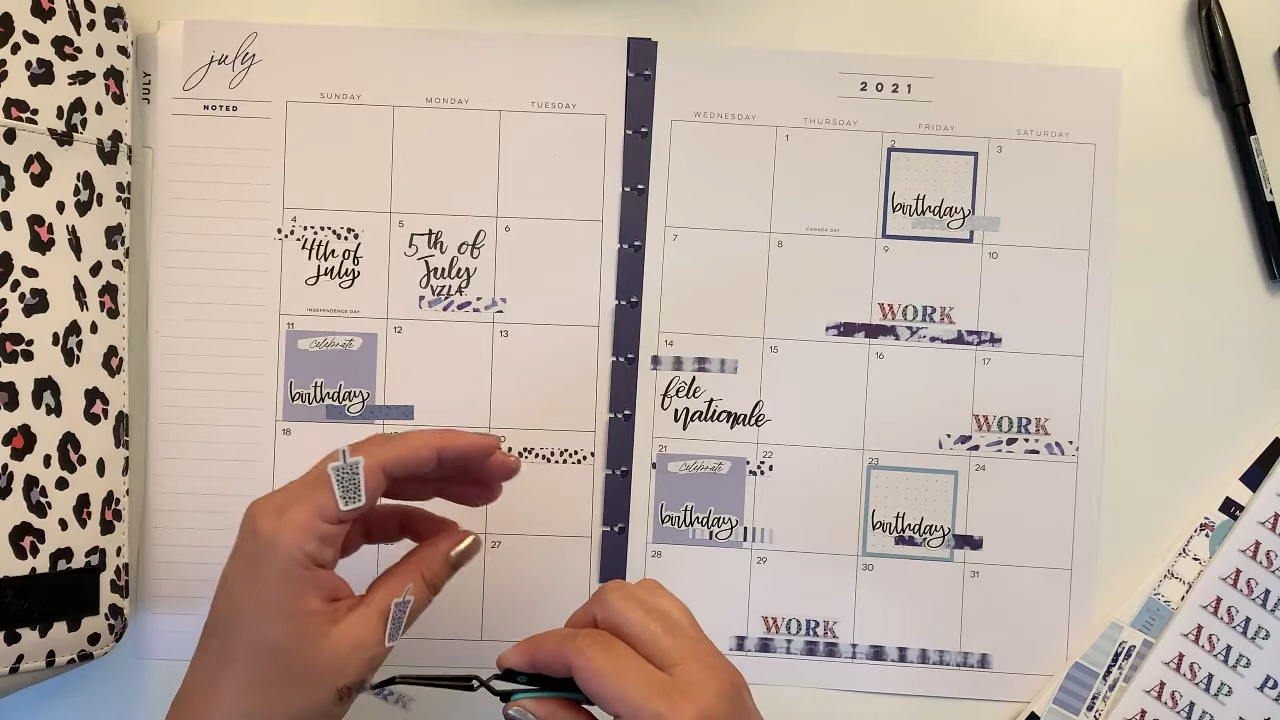 july
JULY
NOTED
SUNDAY
MONDAY
TUESDAY
2021
WEDNESDAY
THURSDAY
FRIDAY
SATURDAY
1
CANADA DAY
2
birthday
3
4
4th of
July
INDEPENDENCE DAY
5
5th of
July
VZLA.
6
7
8
9
WORK
10
11
celebrate
birthday
12
13
14
fête
nationale
15
16
17
WORK
18
21
celebrate
birthday
22
23
birthday
24
27
28
29
WORK
30
31
ASAP
ASAP
ASAP
ASAP
ASAP